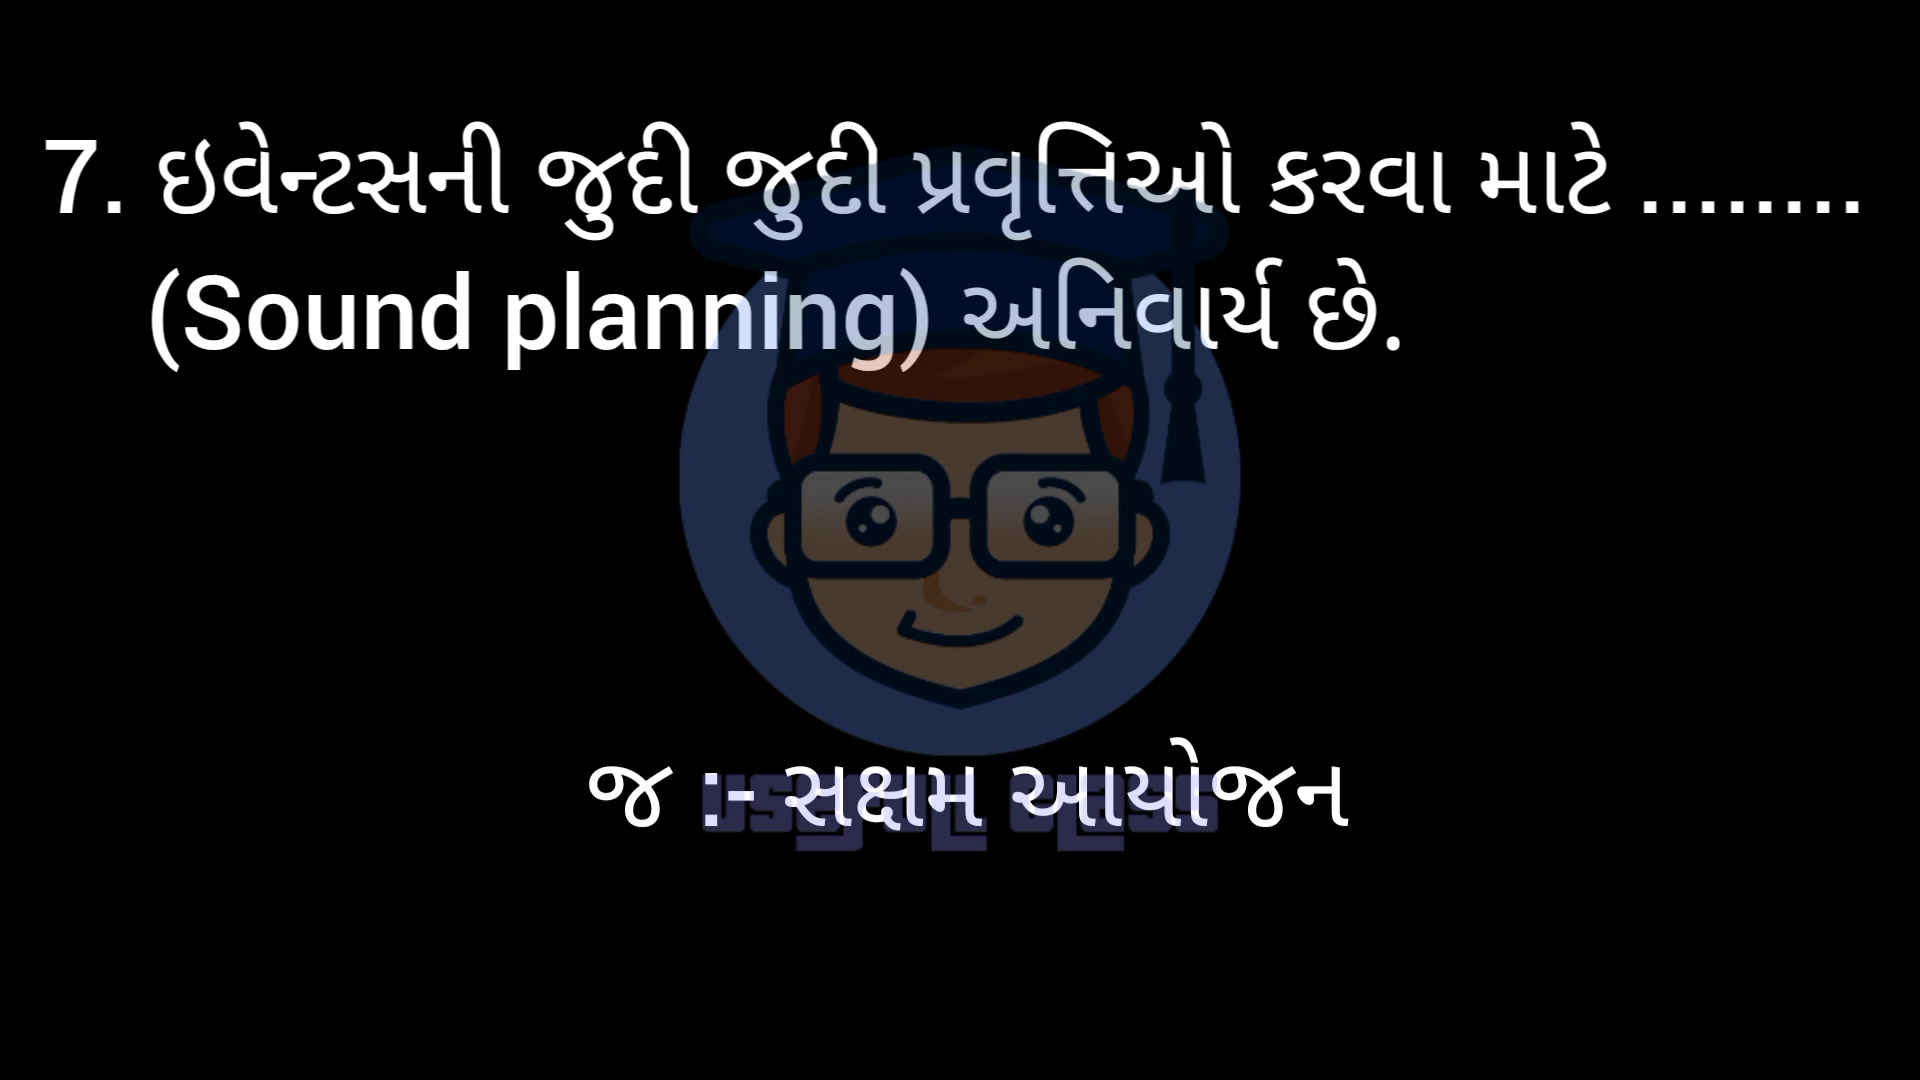 7. ઇવેન્ટસની જુદી જુદી પ્રવૃત્તિઓ કરવા માટે ........
(Sound planning) અનિવાર્ય છે.
જ :- સક્ષમ આયોજન